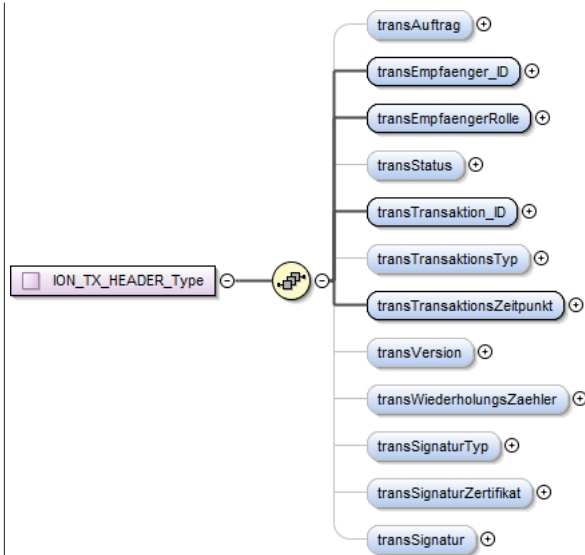 transAuftrag
transEmpfaenger_ID
transEmpfaengerRolle
transStatus
transTransaktion_ID
ION_TX_HEADER_Type
transTransaktionsTyp
transTransaktionsZeitpunkt
transVersion
transWiederholungsZaehler
transSignaturTyp
transSignaturZertifikat
transSignatur